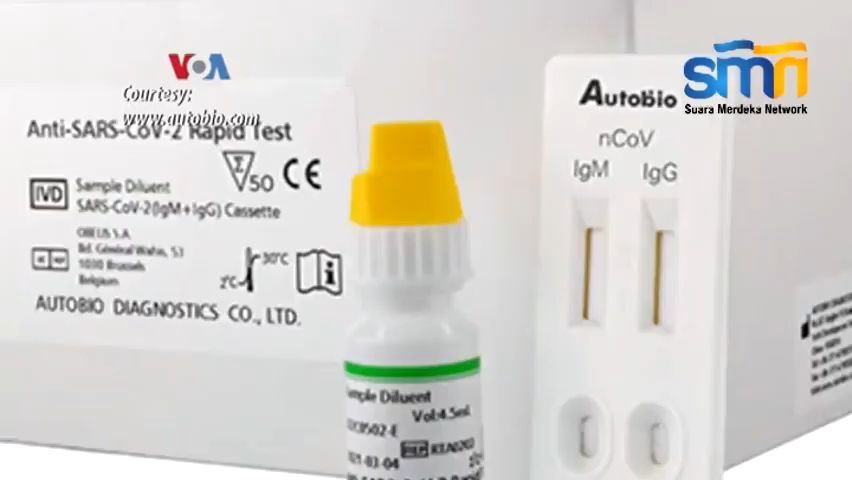 VOA
Courtesy:
www.autobio.com
smn
Suara Merdeka Network
Anti-SARS-CoV-2 Rapid Test
Σ
50
CE
IVD
Sample Diluent
SARS-CoV-2(IgM+IgG) Cassette
OBELIS S.A
Bd. Général Wahis, 53
1030 Brussels
Belgium
2°C
30°C
i
AUTOBIO DIAGNOSTICS CO., LTD.
Autobio
nCoV
IgM IgG
Sample Diluent
Vol:4.5ml